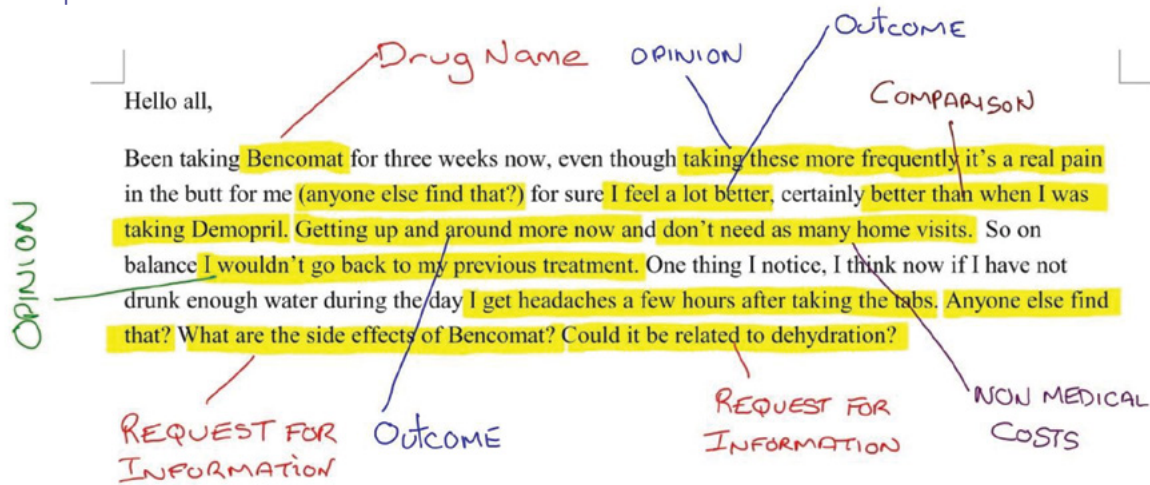 Drug Name
OPINION
OutCOME
COMPARISON
Hello all,
Been taking Bencomat for three weeks now, even though taking these more frequently it's a real pain
in the butt for me (anyone else find that?) for sure I feel a lot better, certainly better than when I was
taking Demopril. Getting up and around more now and don't need as many home visits. So on
balance I wouldn't go back to my previous treatment. One thing I notice, I think now if I have not
drunk enough water during the day I get headaches a few hours after taking the tabs. Anyone else find
that? What are the side effects of Bencomat? Could it be related to dehydration?
OPINION
REQUEST FOR
INFORMATION
OutCOME
REQUEST FOR
INFORMATION
NON MEDICAL
COSTS